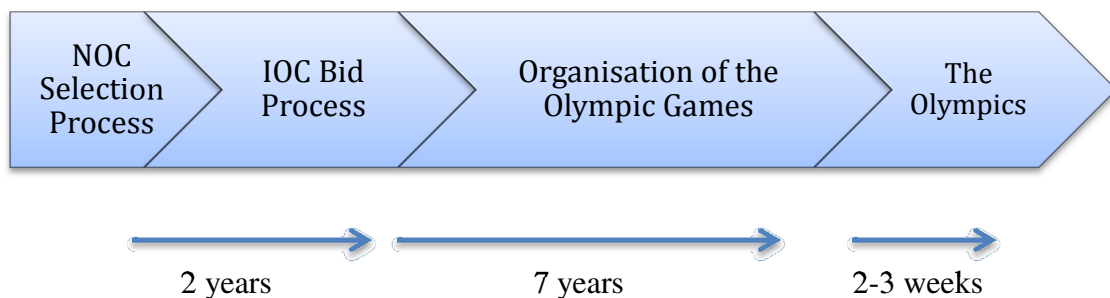 NOC
Selection
Process
IOC Bid
Process
Organisation of the
Olympic Games
The
Olympics
2 years
7 years
2-3 weeks